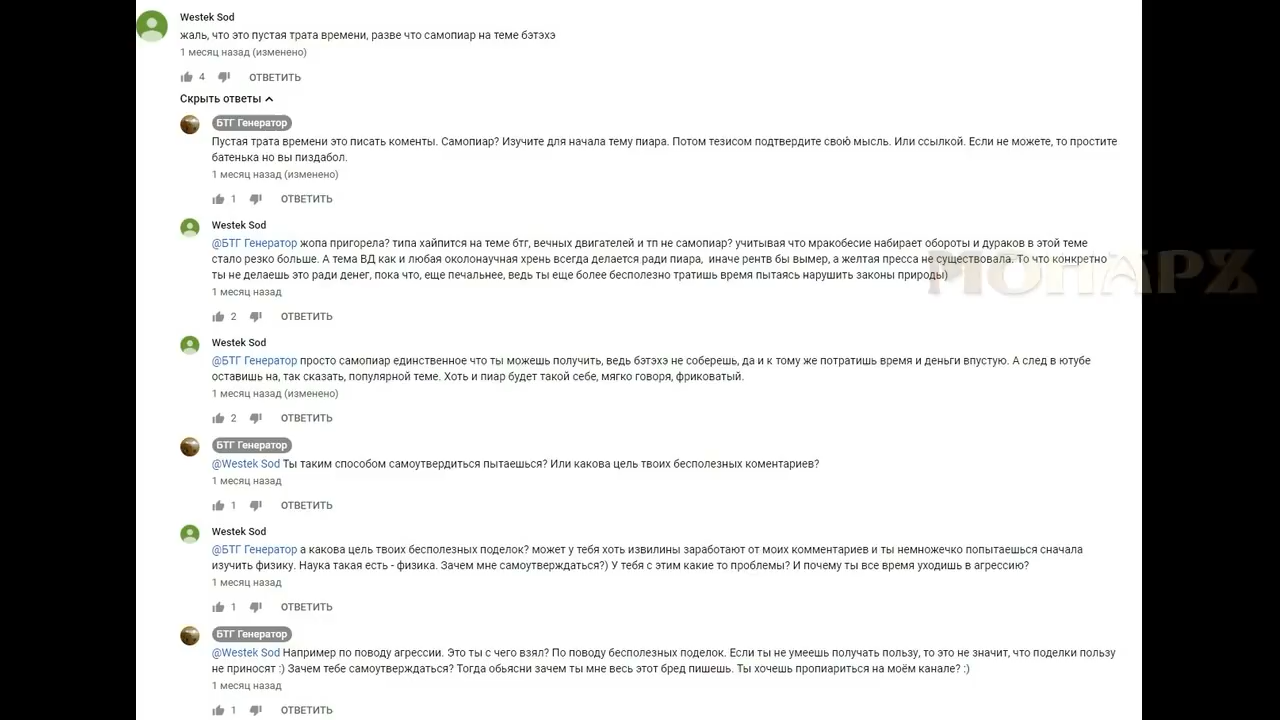 Westek Sod
жаль, что это пустая трата времени, разве что самопиар на теме бэтэхэ
1 месяц назад (изменено)
4 ОТВЕТИТЬ
Скрыть ответы
БТГ Генератор
Пустая трата времени это писать коменты. Самопиар? Изучите для начала тему пиара. Потом тезисом подтвердите свою мысль. Или ссылкой. Если не можете, то простите
батенька но вы пиздабол.
1 месяц назад (изменено)
1 ОТВЕТИТЬ
Westek Sod
@БТГ Генератор жопа пригорела? типа хайпится на теме бтг, вечных двигателей и тп не самопиар? учитывая что мракобесие набирает обороты и дураков в этой теме
стало резко больше. А тема ВД как и любая околонаучная хрень всегда делается ради пиара, иначе рентв бы вымер, а желтая пресса не существовала. То что конкретно
ты не делаешь это ради денег, пока что, еще печальнее, ведь ты еще более бесполезно тратишь время пытаясь нарушить законы природы)
МОНАРХ
1 месяц назад
2 ОТВЕТИТЬ
Westek Sod
@БТГ Генератор просто самопиар единственное что ты можешь получить, ведь бэтэхэ не соберешь, да и к тому же потратишь время и деньги впустую. А след в ютубе
оставишь на, так сказать, популярной теме. Хоть и пиар будет такой себе, мягко говоря, фриковатый.
1 месяц назад (изменено)
2 ОТВЕТИТЬ
БТГ Генератор
@Westek Sod Ты таким способом самоутвердиться пытаешься? Или какова цель твоих бесполезных коментариев?
1 месяц назад
1 ОТВЕТИТЬ
Westek Sod
@БТГ Генератор а какова цель твоих бесполезных поделок? может у тебя хоть извилины заработают от моих комментариев и ты немножечко попытаешься сначала
изучить физику. Наука такая есть - физика. Зачем мне самоутверждаться?) У тебя с этим какие то проблемы? И почему ты все время уходишь в агрессию?
1 месяц назад
1 ОТВЕТИТЬ
БТГ Генератор
@Westek Sod Например по поводу агрессии. Это ты с чего взял? По поводу бесполезных поделок. Если ты не умеешь получать пользу, то это не значит, что поделки пользу
не приносят :) Зачем тебе самоутверждаться? Тогда обьясни зачем ты мне весь этот бред пишешь. Ты хочешь пропиариться на моём канале? :)
1 месяц назад
1 ОТВЕТИТЬ